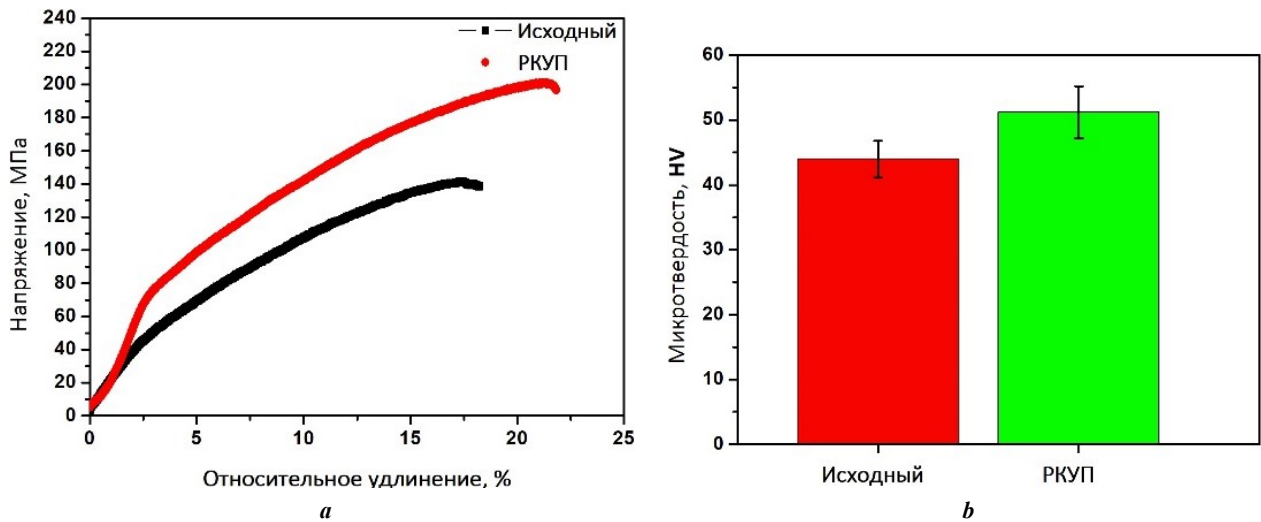 240
220
200
180
160
140
120
100
80
60
40
20
0
Напряжение, МПа
Исходный
РКУП
0 5 10 15 20 25
Относительное удлинение, %
a
60
50
40
30
20
10
0
Микротвердость, HV
Исходный РКУП
b